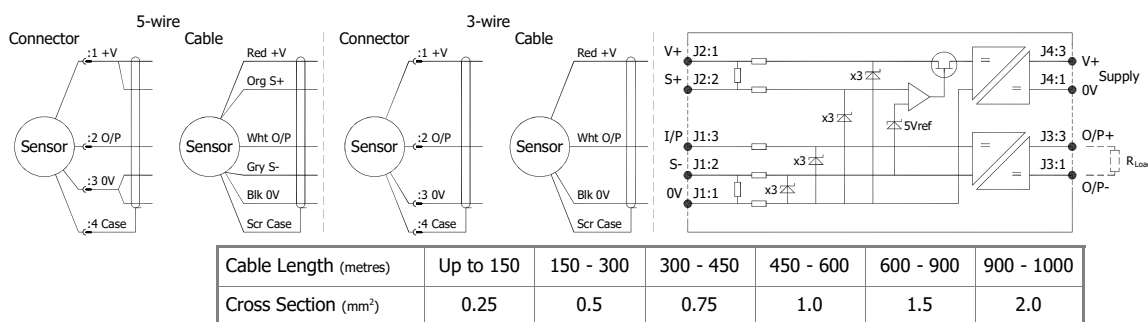 5-wire
Connector
Cable
:1 +V
:2 O/P
:3 0V
:4 Case
Sensor
Red +V
Org S+
Wht O/P
Gry S-
Blk 0V
Scr Case
Sensor
3-wire
Connector
Cable
:1 +V
:2 O/P
:3 0V
:4 Case
Sensor
Red +V
Wht O/P
Blk 0V
Scr Case
Sensor
V+ J2:1
S+ J2:2
I/P J1:3
S- J1:2
0V J1:1
x3
x3
x3
x3
5Vref
J4:3 V+
Supply
J4:1 0V
J3:3 O/P+
RLoad
J3:1 O/P-
Cable Length (metres) Up to 150 150 - 300 300 - 450 450 - 600 600 - 900 900 - 1000
Cross Section (mm²) 0.25 0.5 0.75 1.0 1.5 2.0